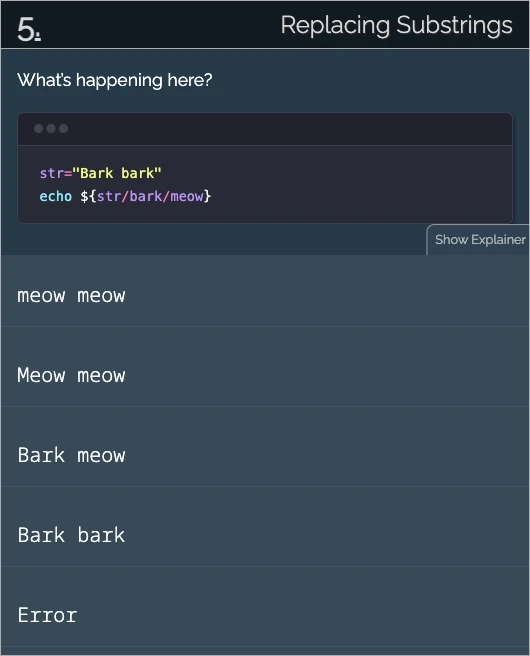 5.
Replacing Substrings
What's happening here?
str="Bark bark"
echo ${str/bark/meow}
Show Explainer
meow meow
Meow meow
Bark meow
Bark bark
Error